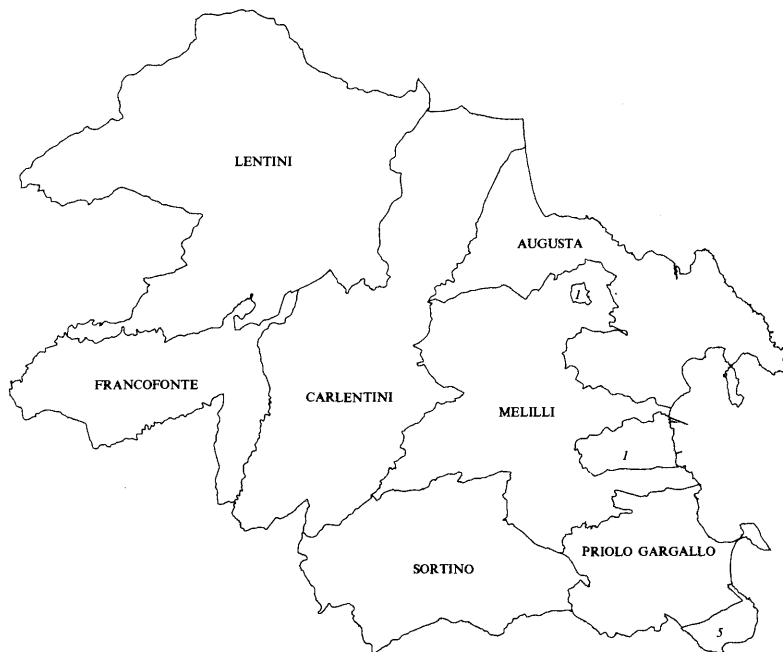 LENTINI
AUGUSTA
1
FRANCOFONTE
CARLENTINI
MELILLI
1
PRIOLO GARGALLO
SORTINO
5